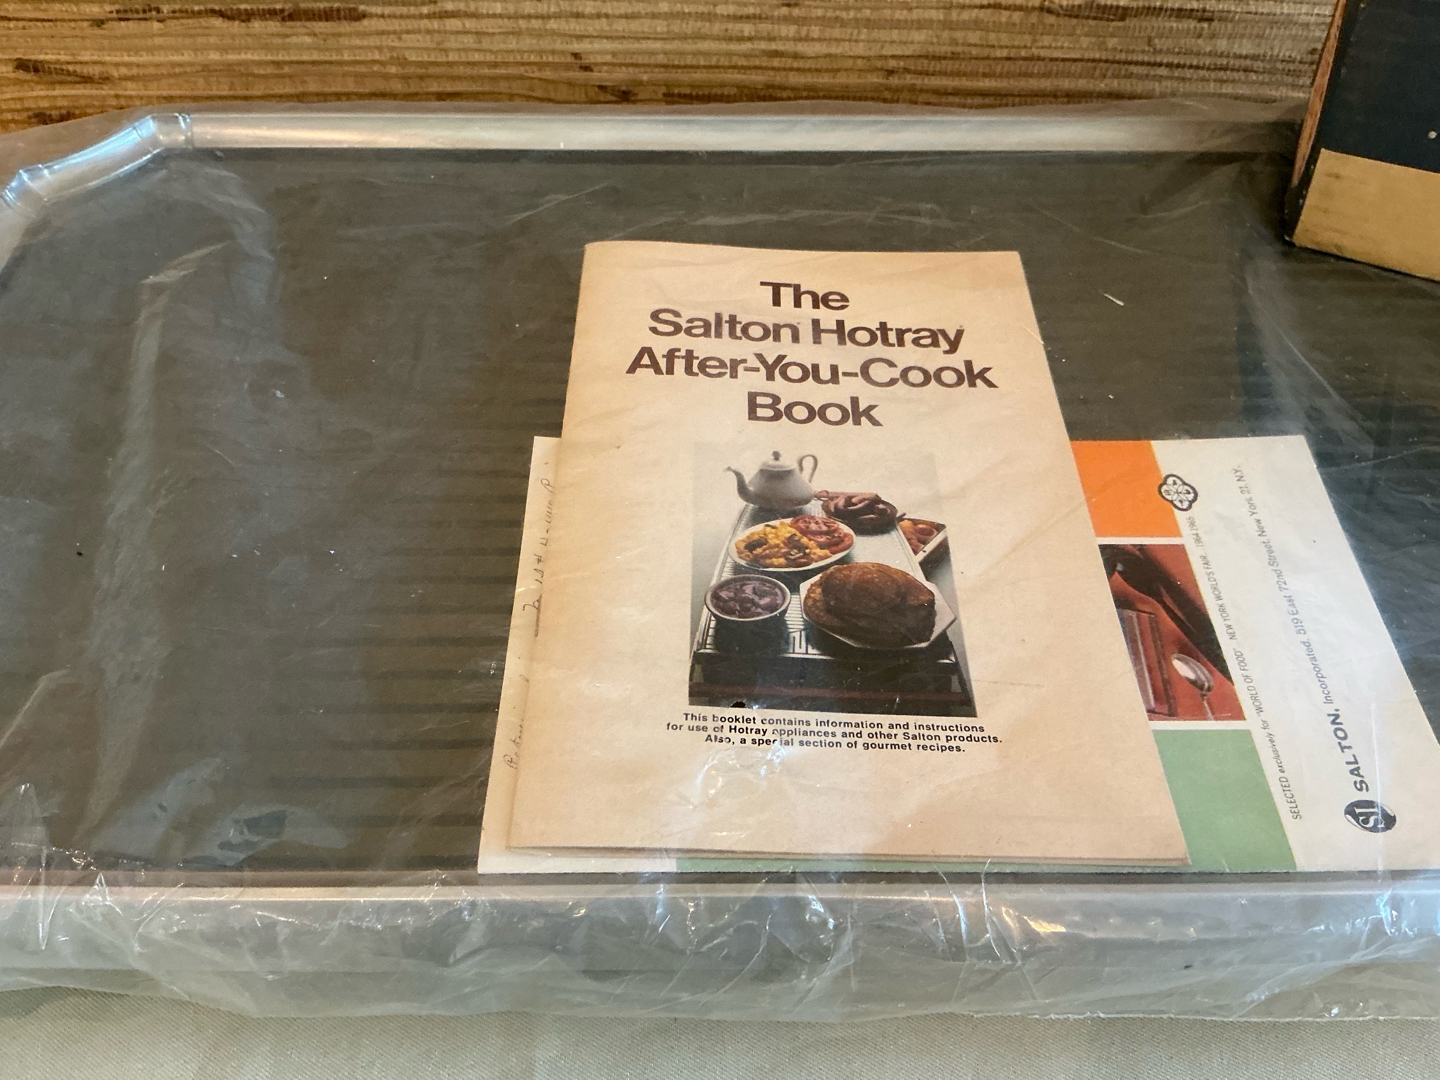 The
Salton Hotray
After-You-Cook
Book
This booklet contains information and instructions
for use of Hotray appliances and other Salton products.
Also, a special section of gourmet recipes.
SELECTED exclusively for "WORLD OF FOOD" NEW YORK WORLD'S FAIR 1964 1965
SALTON, Incorporated, 519 East 72nd Street, New York 21, N.Y.